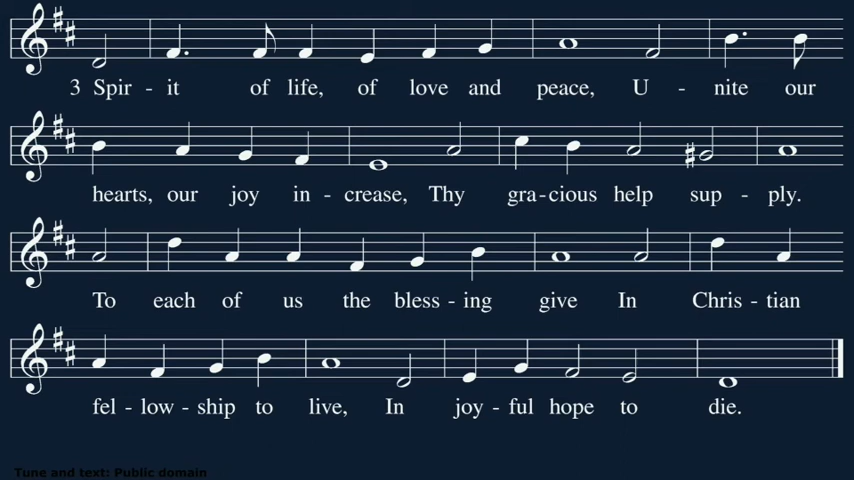 3 Spir - it of life, of love and peace, U - nite our
hearts, our joy in - crease, Thy gra - cious help sup - ply.
To each of us the bless - ing give In Chris - tian
fel - low - ship to live, In joy - ful hope to die.
Tune and text: Public domain